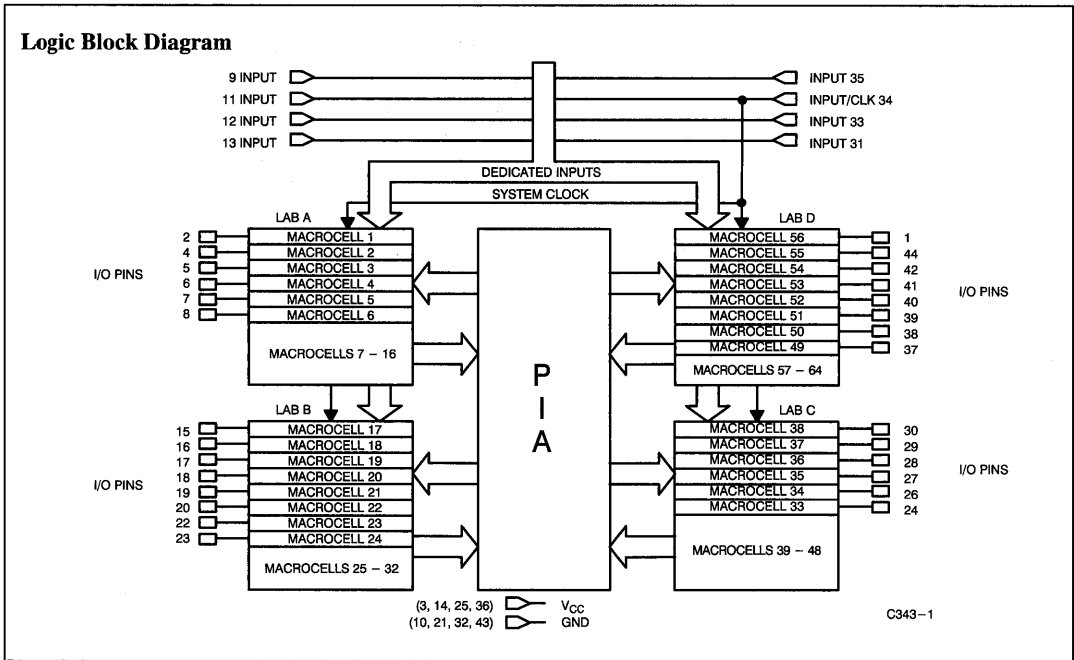 Logic Block Diagram
9 INPUT
INPUT 35
11 INPUT
INPUT/CLK 34
12 INPUT
INPUT 33
13 INPUT
INPUT 31
DEDICATED INPUTS
SYSTEM CLOCK
LAB A
2
4
5
6
7
8
I/O PINS
MACROCELL 1
MACROCELL 2
MACROCELL 3
MACROCELL 4
MACROCELL 5
MACROCELL 6
MACROCELLS 7 – 16
LAB D
MACROCELL 56
MACROCELL 55
MACROCELL 54
MACROCELL 53
MACROCELL 52
MACROCELL 51
MACROCELL 50
MACROCELL 49
MACROCELLS 57 – 64
1
44
42
41
40
39
38
37
I/O PINS
PIA
LAB B
15
16
17
18
19
20
22
23
I/O PINS
MACROCELL 17
MACROCELL 18
MACROCELL 19
MACROCELL 20
MACROCELL 21
MACROCELL 22
MACROCELL 23
MACROCELL 24
MACROCELLS 25 – 32
LAB C
MACROCELL 38
MACROCELL 37
MACROCELL 36
MACROCELL 35
MACROCELL 34
MACROCELL 33
MACROCELLS 39 – 48
30
29
28
27
26
24
I/O PINS
(3, 14, 25, 36) VCC
(10, 21, 32, 43) GND
C343–1